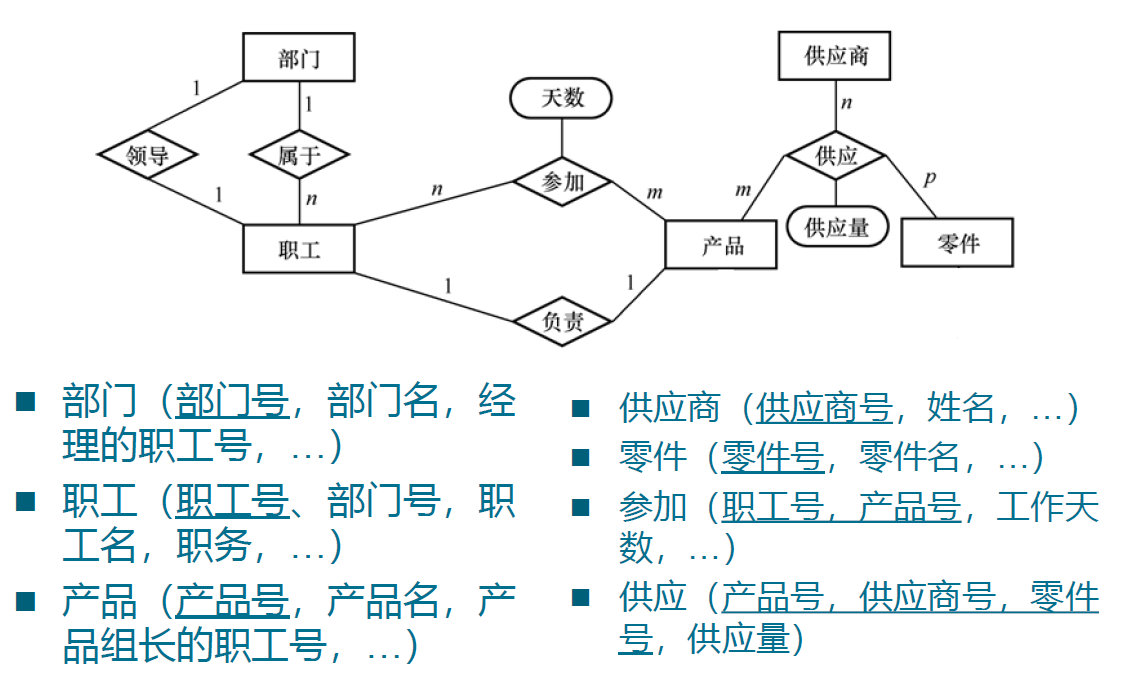 部门
供应商
1
1
天数
n
领导
属于
参加
供应
1
n
n
m
m
p
供应量
职工
产品
零件
1
1
负责
部门（部门号，部门名，经
理的职工号，…）
职工（职工号、部门号，职
工名，职务，…）
产品（产品号，产品名，产
品组长的职工号，…）
供应商（供应商号，姓名，…）
零件（零件号，零件名，…）
参加（职工号，产品号，工作天
数，…）
供应（产品号，供应商号，零件
号，供应量）